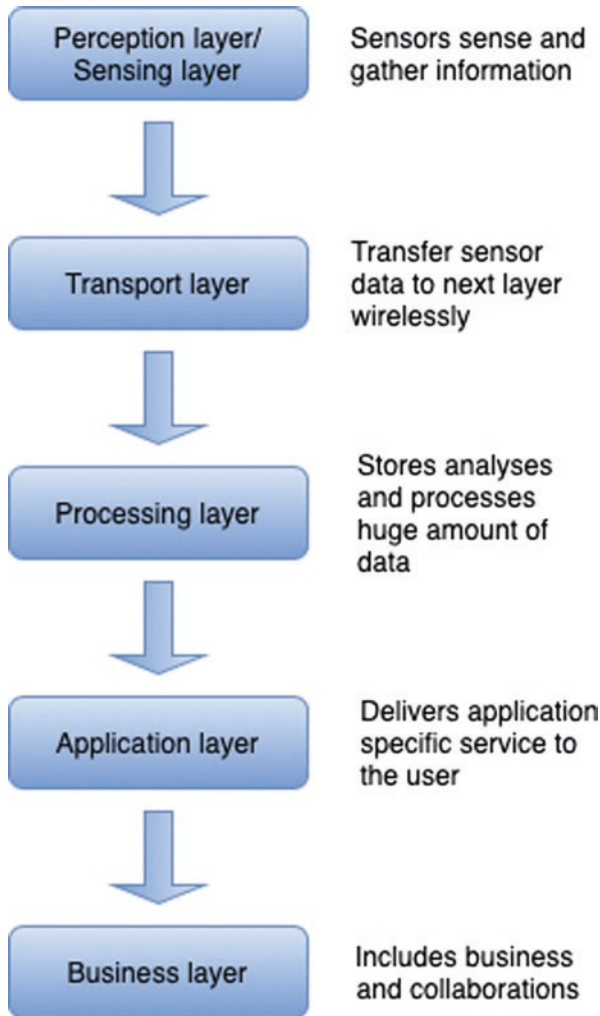 Perception layer/
Sensing layer
Sensors sense and
gather information
Transport layer
Transfer sensor
data to next layer
wirelessly
Processing layer
Stores analyses
and processes
huge amount of
data
Application layer
Delivers application
specific service to
the user
Business layer
Includes business
and collaborations